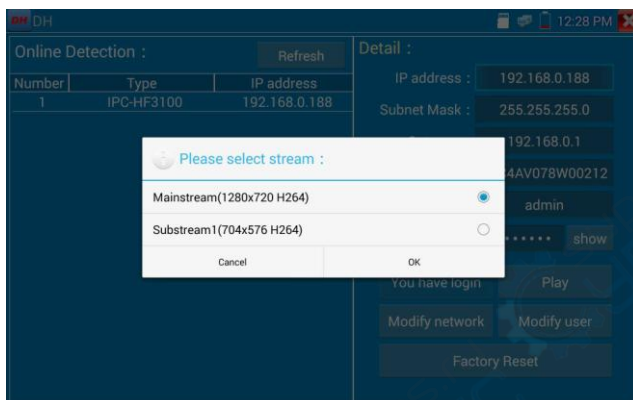 DH DH 12:28 PM
Online Detection :
Refresh
Number Type IP address
1 IPC-HF3100 192.168.0.188
Detail :
IP address : 192.168.0.188
Subnet Mask : 255.255.255.0
192.168.0.1
4AV078W00212
admin
•••••• show
You have login Play
Modify network Modify user
Factory Reset
Please select stream :
Mainstream(1280x720 H264)
Substream1(704x576 H264)
Cancel OK